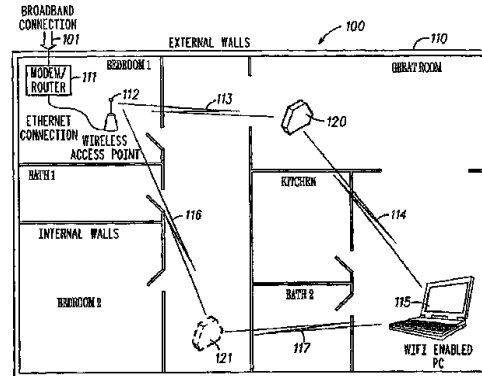 BROADBAND
CONNECTION
101
EXTERNAL WALLS
100
110
MODEM/
ROUTER
111
BEDROOM 1
GREAT ROOM
112
113
120
ETHERNET
CONNECTION
WIRELESS
ACCESS POINT
BATH 1
KITCHEN
116
114
INTERNAL WALLS
115
BEDROOM 2
BATH 2
121
117
WIFI ENABLED
PC